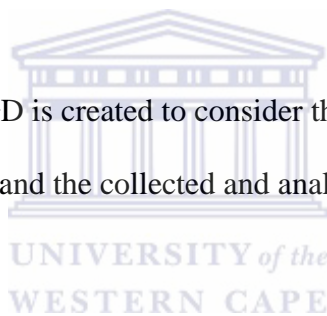 D is created to consider th
and the collected and anal
UNIVERSITY of the
WESTERN CAPE